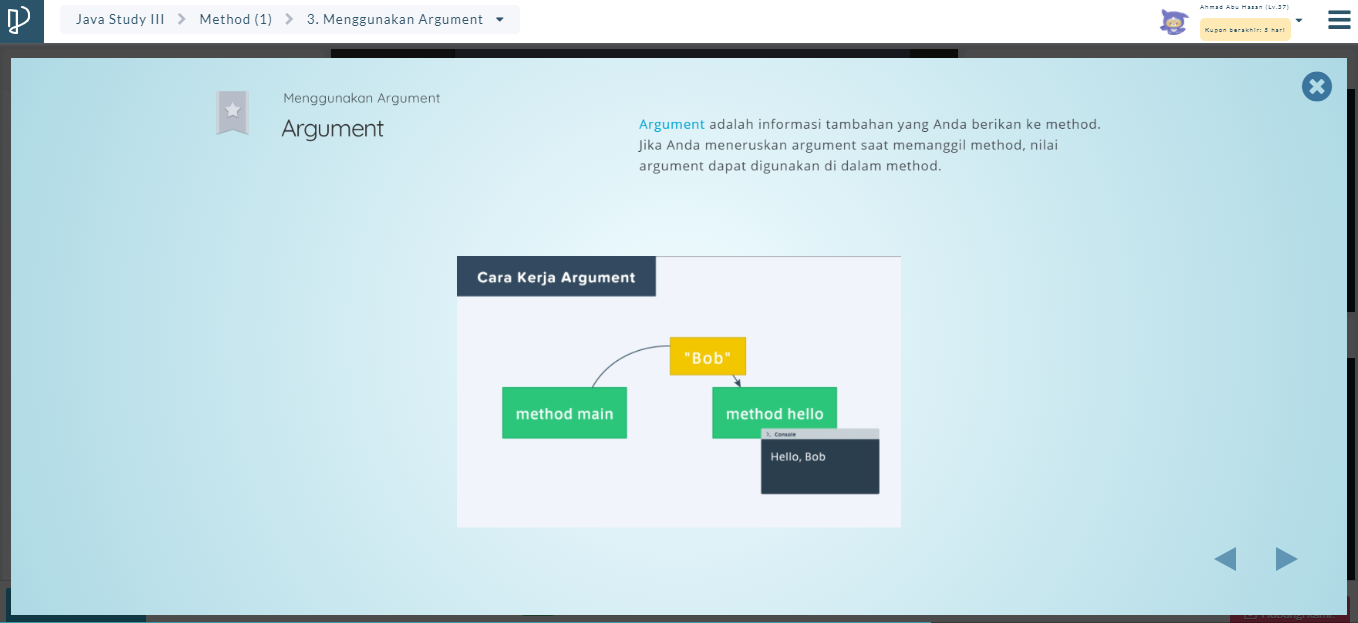 Java Study III
Method (1)
3. Menggunakan Argument
Ahmad Abu Hasan (Lv.37)
Kupon berakhir: 5 hari
Menggunakan Argument
Argument
Argument adalah informasi tambahan yang Anda berikan ke method.
Jika Anda meneruskan argument saat memanggil method, nilai
argument dapat digunakan di dalam method.
Cara Kerja Argument
"Bob"
method main
method hello
Console
Hello, Bob